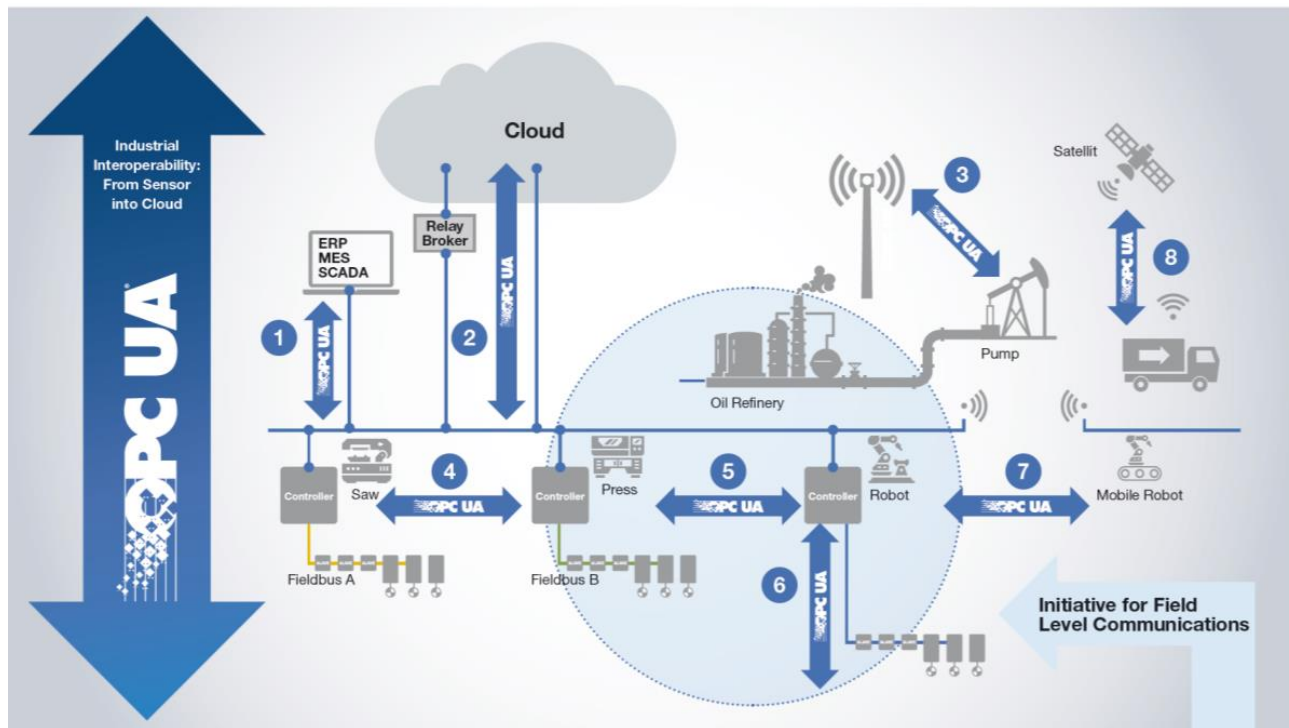 Industrial
Interoperability:
From Sensor
into Cloud
OPC UA
Cloud
Relay
Broker
ERP
MES
SCADA
1
OPC UA
2
OPC UA
3
OPC UA
Satellit
8
OPC UA
Pump
Oil Refinery
Controller
Saw
4
OPC UA
Controller
Press
5
OPC UA
Controller
Robot
7
OPC UA
Mobile Robot
Fieldbus A
Fieldbus B
6
OPC UA
Initiative for Field
Level Communications